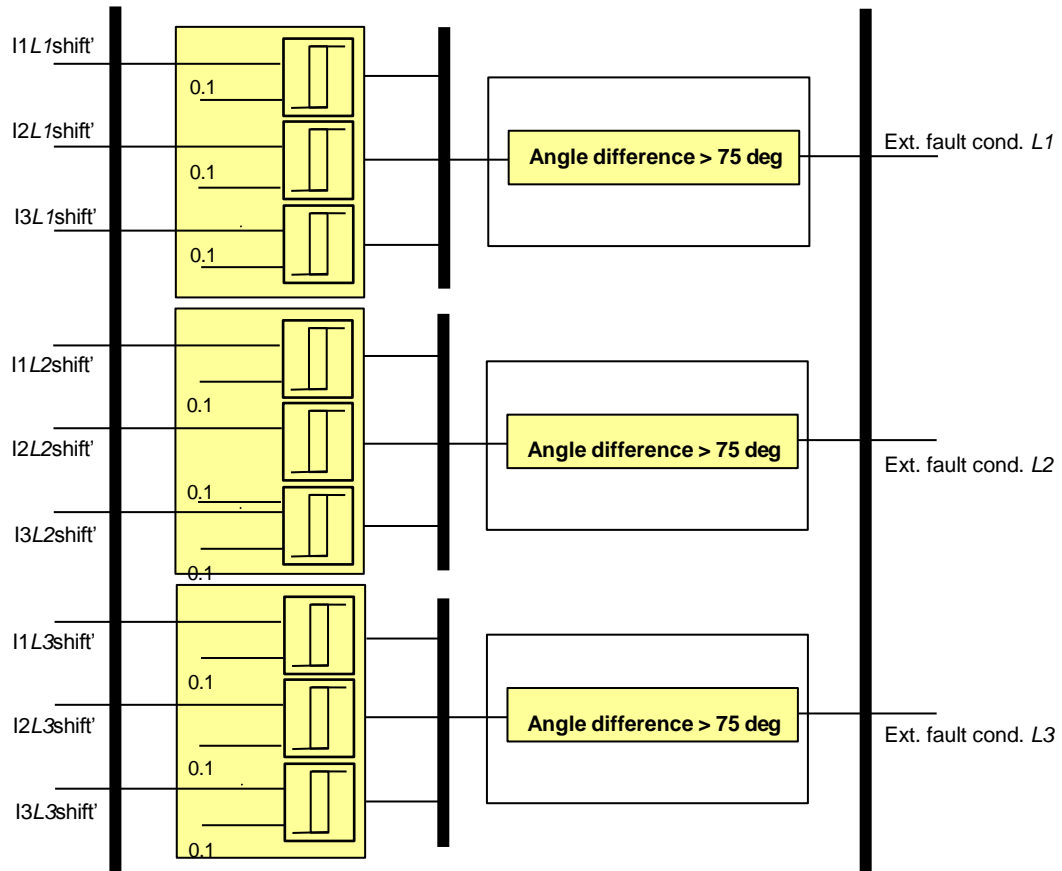 I1L1shift’
0.1
I2L1shift’
0.1
I3L1shift’
0.1
Angle difference > 75 deg
Ext. fault cond. L1
I1L2shift’
0.1
I2L2shift’
0.1
I3L2shift’
0.1
Angle difference > 75 deg
Ext. fault cond. L2
I1L3shift’
0.1
I2L3shift’
0.1
I3L3shift’
0.1
Angle difference > 75 deg
Ext. fault cond. L3